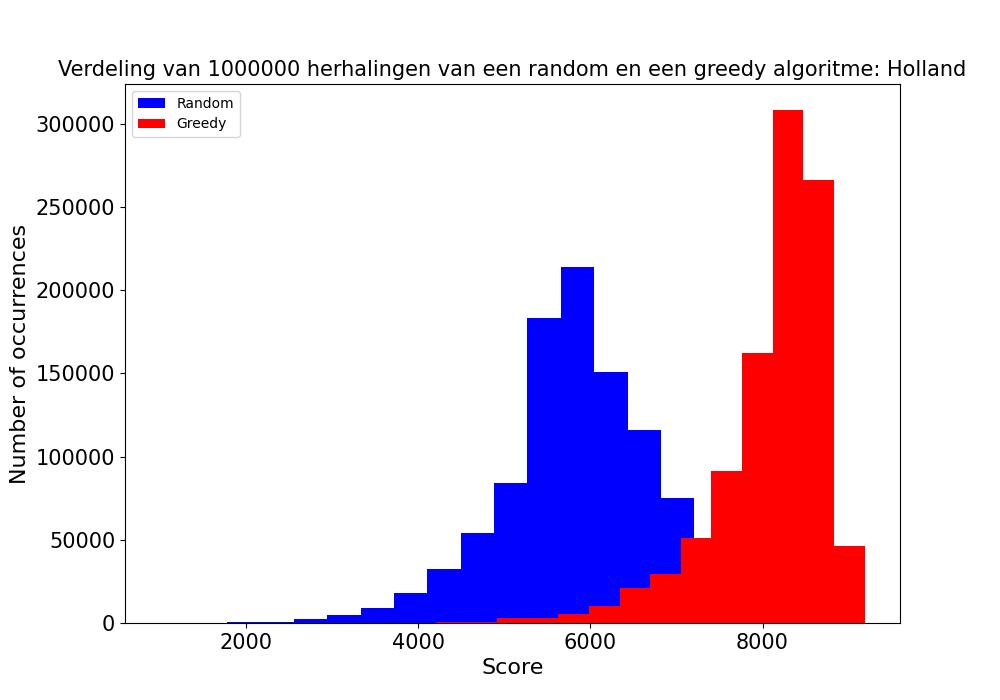 Verdeling van 1000000 herhalingen van een random en een greedy algoritme: Holland
Random
Greedy
300000
250000
200000
150000
100000
50000
0
Number of occurrences
2000
4000
6000
8000
Score